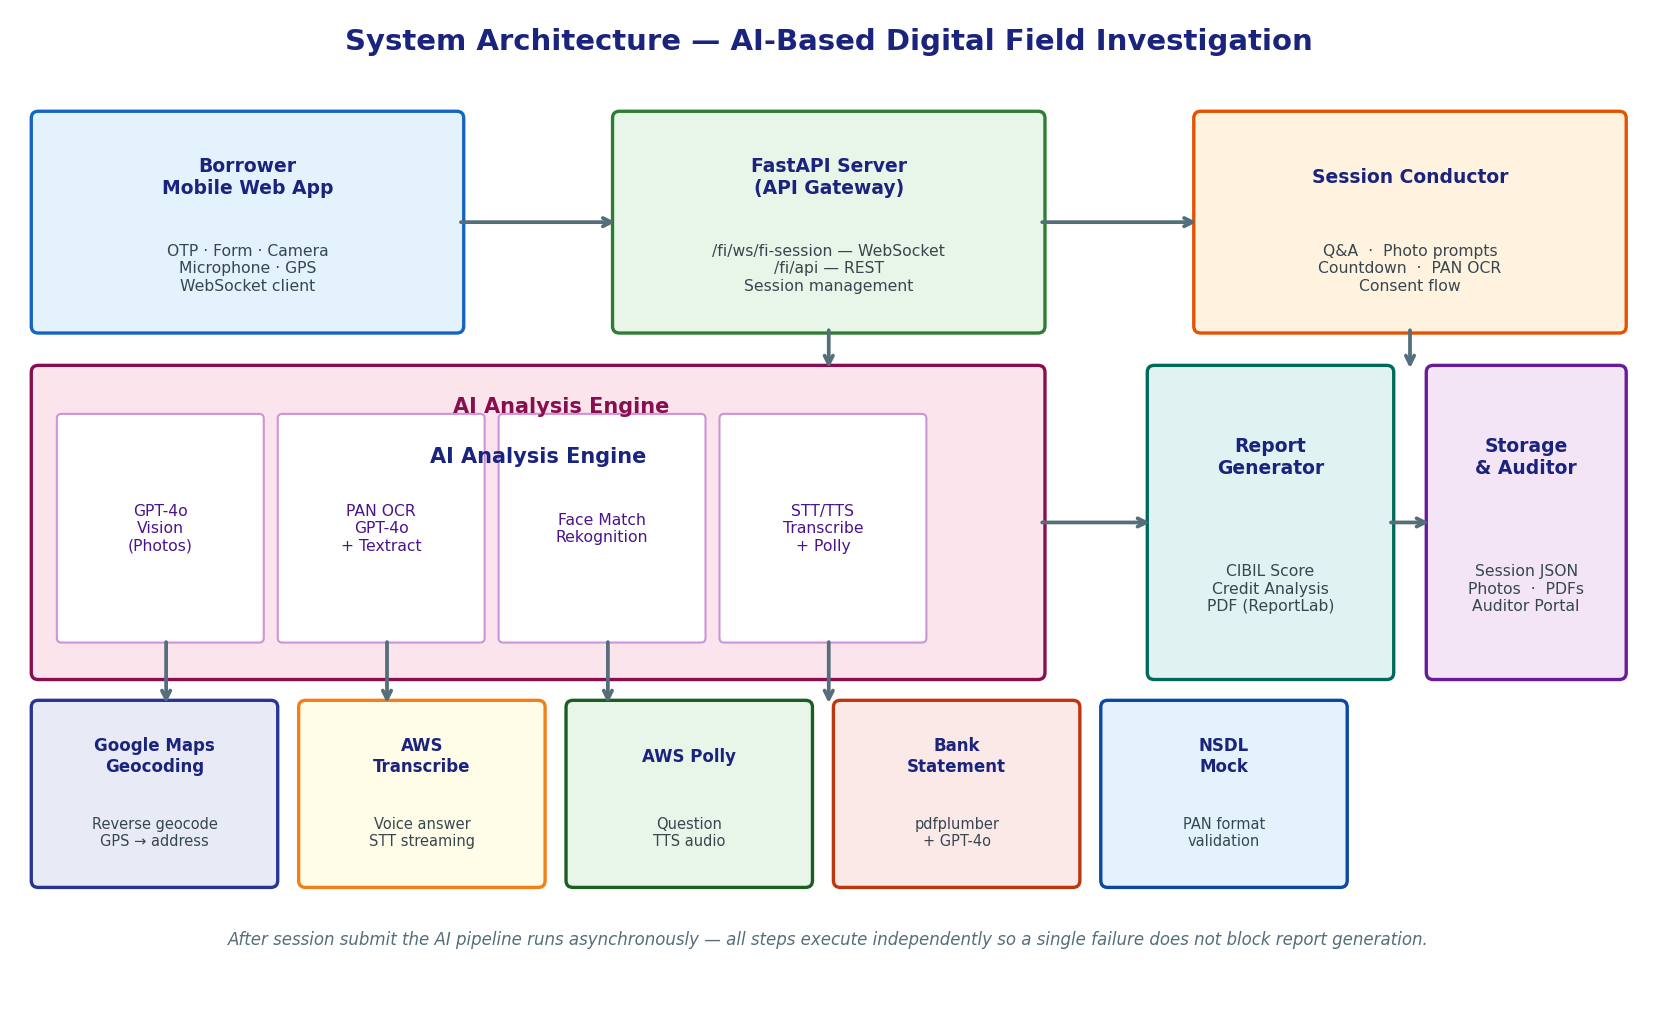 System Architecture — AI-Based Digital Field Investigation
Borrower
Mobile Web App
OTP · Form · Camera
Microphone · GPS
WebSocket client
FastAPI Server
(API Gateway)
/fi/ws/fi-session — WebSocket
/fi/api — REST
Session management
Session Conductor
Q&A  ·  Photo prompts
Countdown  ·  PAN OCR
Consent flow
AI Analysis Engine
AI Analysis Engine
GPT-4o
Vision
(Photos)
PAN OCR
GPT-4o
+ Textract
Face Match
Rekognition
STT/TTS
Transcribe
+ Polly
Report
Generator
CIBIL Score
Credit Analysis
PDF (ReportLab)
Storage
& Auditor
Session JSON
Photos  ·  PDFs
Auditor Portal
Google Maps
Geocoding
Reverse geocode
GPS → address
AWS
Transcribe
Voice answer
STT streaming
AWS Polly
Question
TTS audio
Bank
Statement
pdfplumber
+ GPT-4o
NSDL
Mock
PAN format
validation
After session submit the AI pipeline runs asynchronously — all steps execute independently so a single failure does not block report generation.